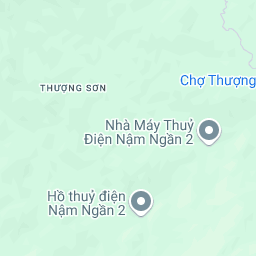 Chợ Thượng
THƯỢNG SƠN
Nhà Máy Thuỷ
Điện Nậm Ngần 2
Hồ thuỷ điện
Nậm Ngần 2